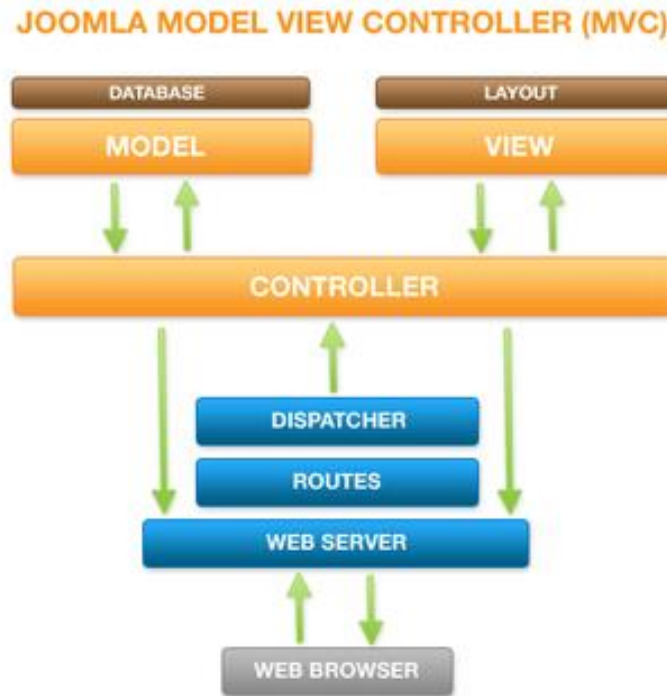 JOOMLA MODEL VIEW CONTROLLER (MVC)
DATABASE
LAYOUT
MODEL
VIEW
CONTROLLER
DISPATCHER
ROUTES
WEB SERVER
WEB BROWSER